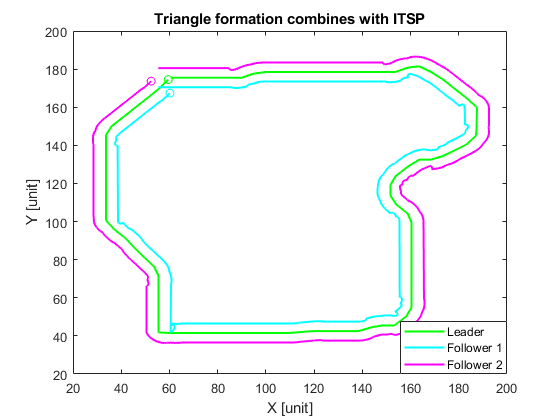 Triangle formation combines with ITSP
200
180
160
140
120
100
80
60
40
20
Y [unit]
20 40 60 80 100 120 140 160 180 200
X [unit]
Leader
Follower 1
Follower 2